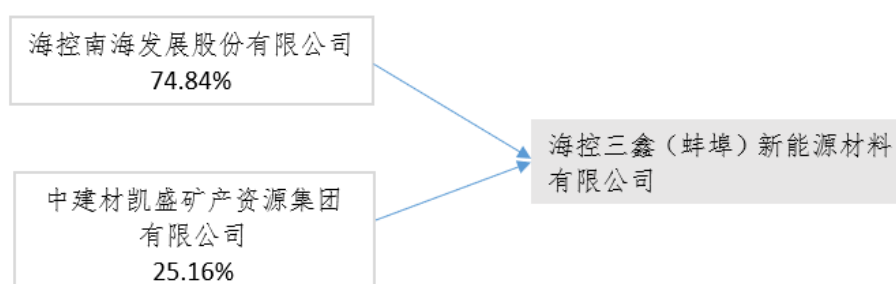 海控南海发展股份有限公司
74.84%
中建材凯盛矿产资源集团
有限公司
25.16%
海控三鑫（蚌埠）新能源材料
有限公司